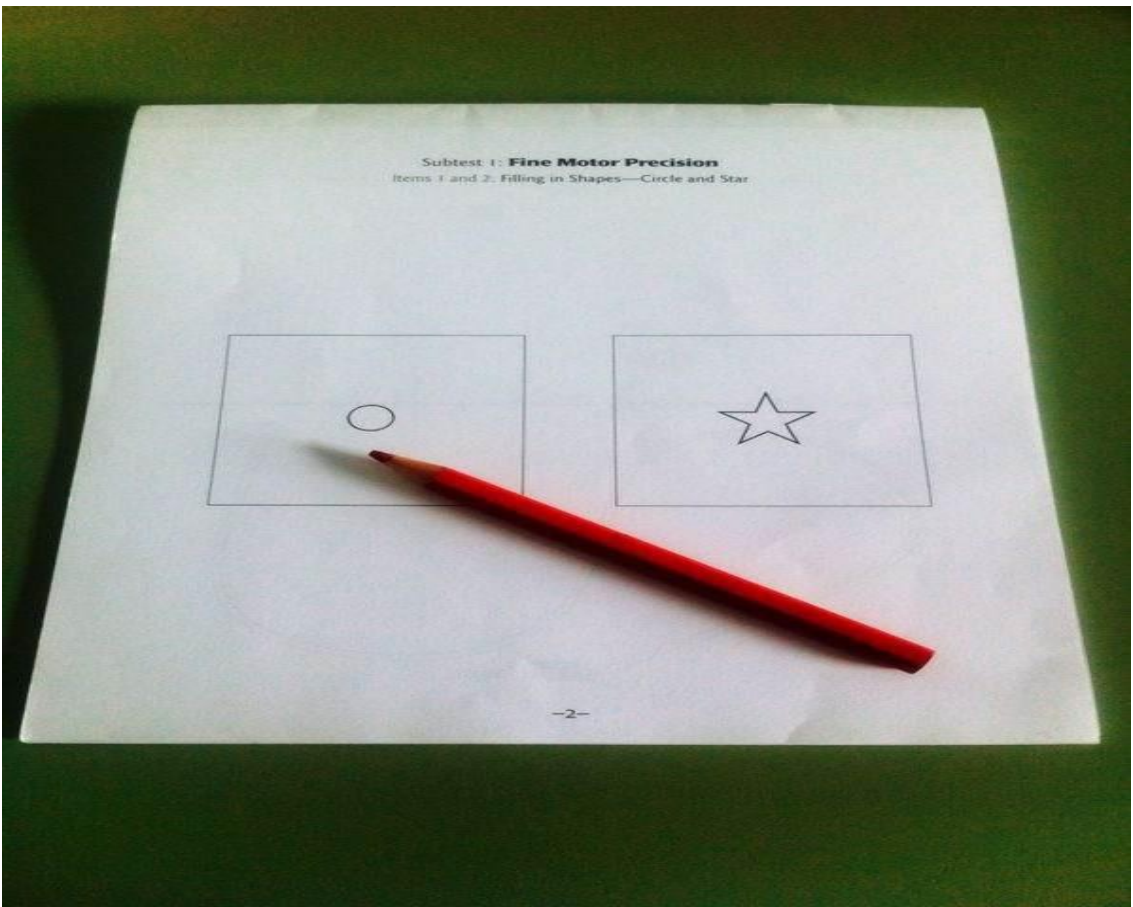 Subtest 1: Fine Motor Precision
Items 1 and 2: Filling in Shapes—Circle and Star
–2–